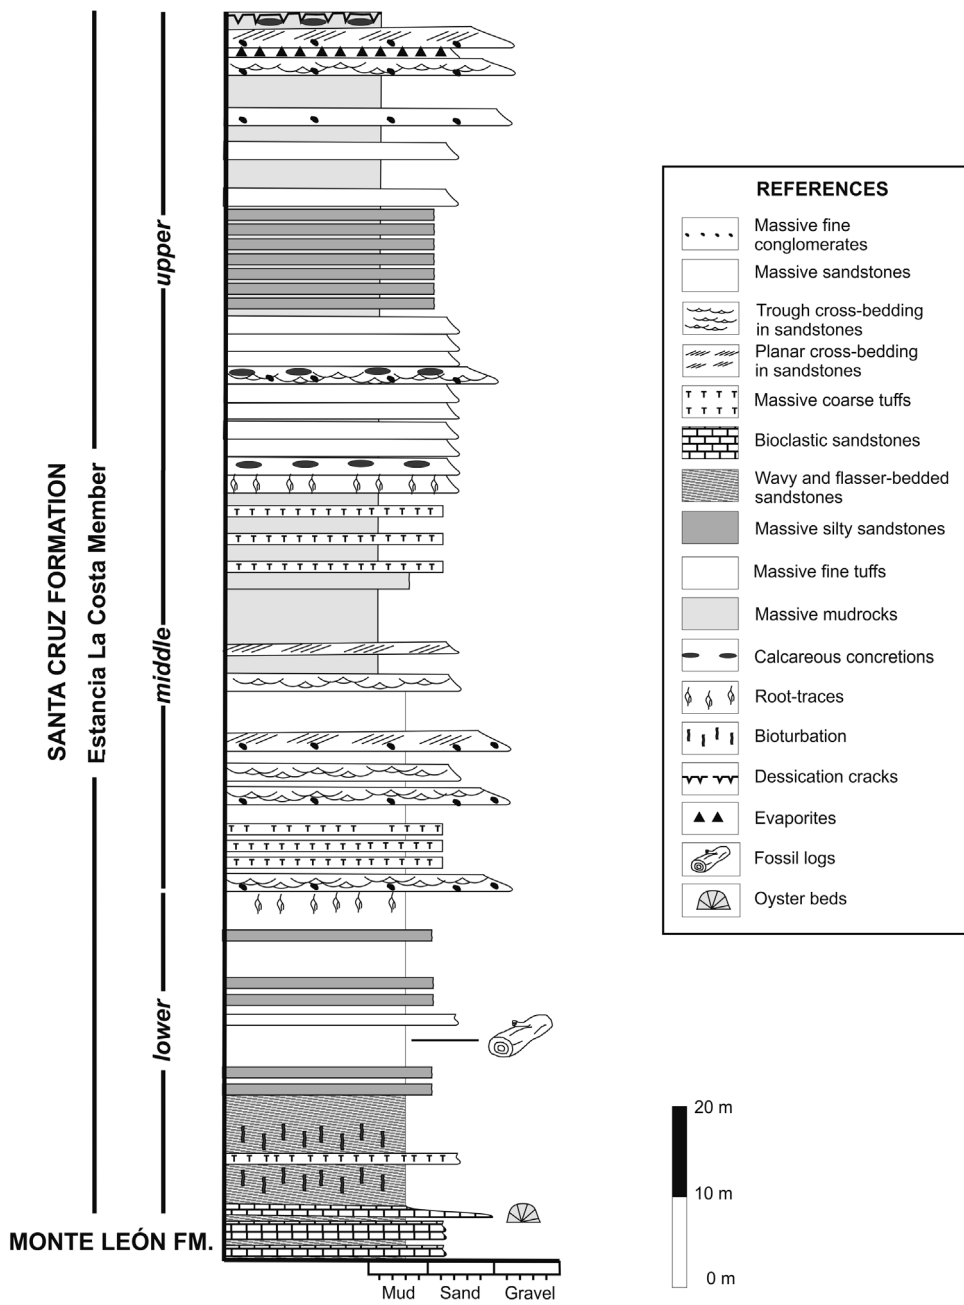 SANTA CRUZ FORMATION
Estancia La Costa Member
upper
middle
lower
MONTE LEÓN FM.
Mud
Sand
Gravel
REFERENCES
Massive fine
conglomerates
Massive sandstones
Trough cross-bedding
in sandstones
Planar cross-bedding
in sandstones
Massive coarse tuffs
Bioclastic sandstones
Wavy and flasser-bedded
sandstones
Massive silty sandstones
Massive fine tuffs
Massive mudrocks
Calcareous concretions
Root-traces
Bioturbation
Dessication cracks
Evaporites
Fossil logs
Oyster beds
20 m
10 m
0 m